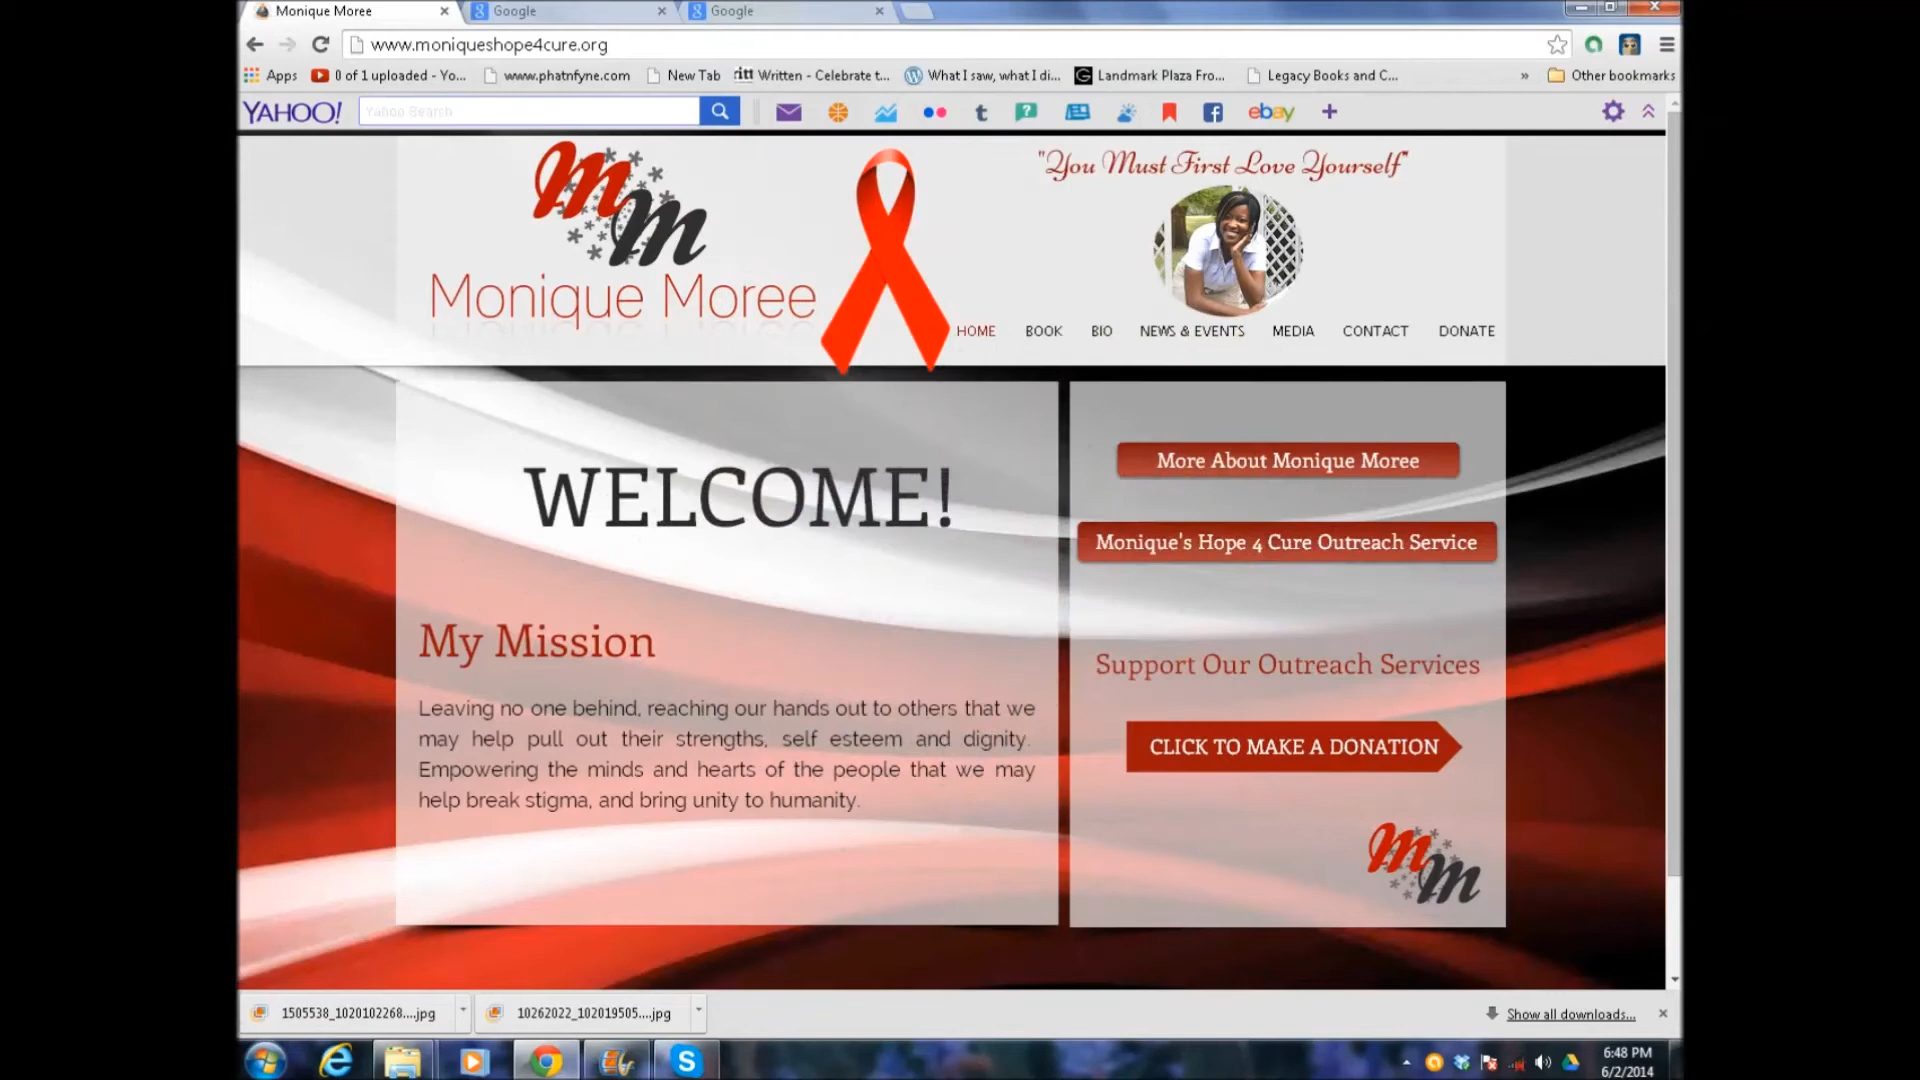 Monique Moree
Google
Google
www.moniqueshope4cure.org
Apps
0 of 1 uploaded - Yo...
www.phatnfyne.com
New Tab
ritt Written - Celebrate t...
What I saw, what I di...
Landmark Plaza Fro...
Legacy Books and C...
»
Other bookmarks
YAHOO!
Yahoo Search
ebay
"You Must First Love Yourself"
mm
Monique Moree
HOME
BOOK
BIO
NEWS & EVENTS
MEDIA
CONTACT
DONATE
WELCOME!
My Mission
Leaving no one behind, reaching our hands out to others that we
may help pull out their strengths, self esteem and dignity.
Empowering the minds and hearts of the people that we may
help break stigma, and bring unity to humanity.
More About Monique Moree
Monique's Hope 4 Cure Outreach Service
Support Our Outreach Services
CLICK TO MAKE A DONATION
mm
1505538_1020102268....jpg
10262022_102019505....jpg
Show all downloads...
6:48 PM
6/2/2014